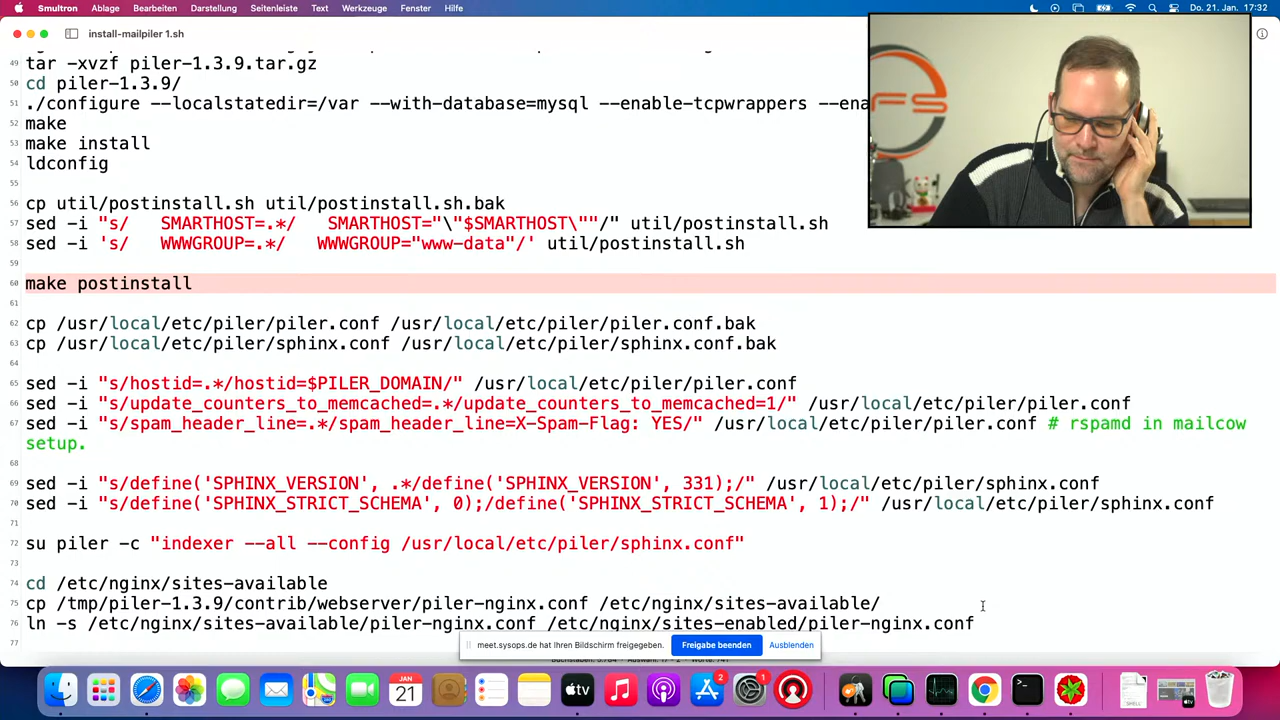 Smultron Ablage Bearbeiten Darstellung Seitenleiste Text Werkzeuge Fenster Hilfe Do. 21. Jan. 17:32
install-mailpiler 1.sh
49 tar -xvzf piler-1.3.9.tar.gz
50 cd piler-1.3.9/
51 ./configure --localstatedir=/var --with-database=mysql --enable-tcpwrappers --ena
52 make
53 make install
54 ldconfig
55
56 cp util/postinstall.sh util/postinstall.sh.bak
57 sed -i "s/   SMARTHOST=.*/   SMARTHOST="\"$SMARTHOST\""/" util/postinstall.sh
58 sed -i 's/   WWWGROUP=.*/   WWWGROUP="www-data"/' util/postinstall.sh
59
60 make postinstall
61
62 cp /usr/local/etc/piler/piler.conf /usr/local/etc/piler/piler.conf.bak
63 cp /usr/local/etc/piler/sphinx.conf /usr/local/etc/piler/sphinx.conf.bak
64
65 sed -i "s/hostid=.*/hostid=$PILER_DOMAIN/" /usr/local/etc/piler/piler.conf
66 sed -i "s/update_counters_to_memcached=.*/update_counters_to_memcached=1/" /usr/local/etc/piler/piler.conf
67 sed -i "s/spam_header_line=.*/spam_header_line=X-Spam-Flag: YES/" /usr/local/etc/piler/piler.conf # rspamd in mailcow
setup.
68
69 sed -i "s/define('SPHINX_VERSION', .*/define('SPHINX_VERSION', 331);/" /usr/local/etc/piler/sphinx.conf
70 sed -i "s/define('SPHINX_STRICT_SCHEMA', 0);/define('SPHINX_STRICT_SCHEMA', 1);/" /usr/local/etc/piler/sphinx.conf
71
72 su piler -c "indexer --all --config /usr/local/etc/piler/sphinx.conf"
73
74 cd /etc/nginx/sites-available
75 cp /tmp/piler-1.3.9/contrib/webserver/piler-nginx.conf /etc/nginx/sites-available/
76 ln -s /etc/nginx/sites-available/piler-nginx.conf /etc/nginx/sites-enabled/piler-nginx.conf
77
meet.sysops.de hat Ihren Bildschirm freigegeben. Freigabe beenden Ausblenden
JAN
21
tv
2
1
SHELL